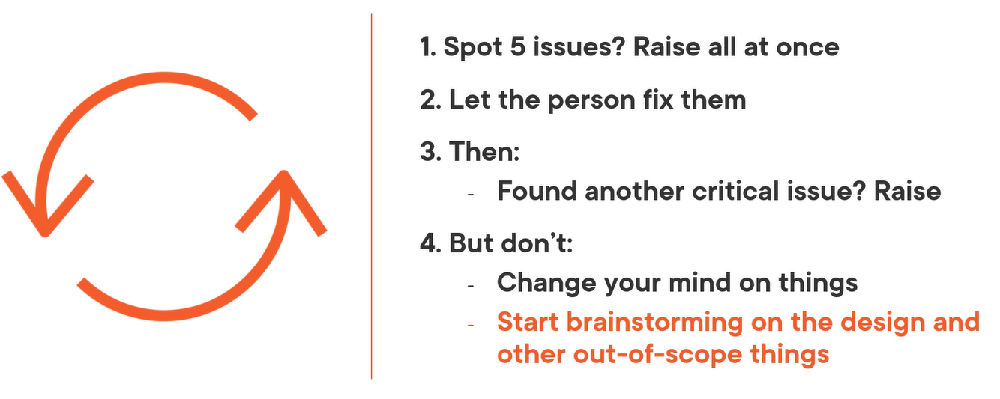 1. Spot 5 issues? Raise all at once
2. Let the person fix them
3. Then:
- Found another critical issue? Raise
4. But don’t:
- Change your mind on things
- Start brainstorming on the design and
other out-of-scope things